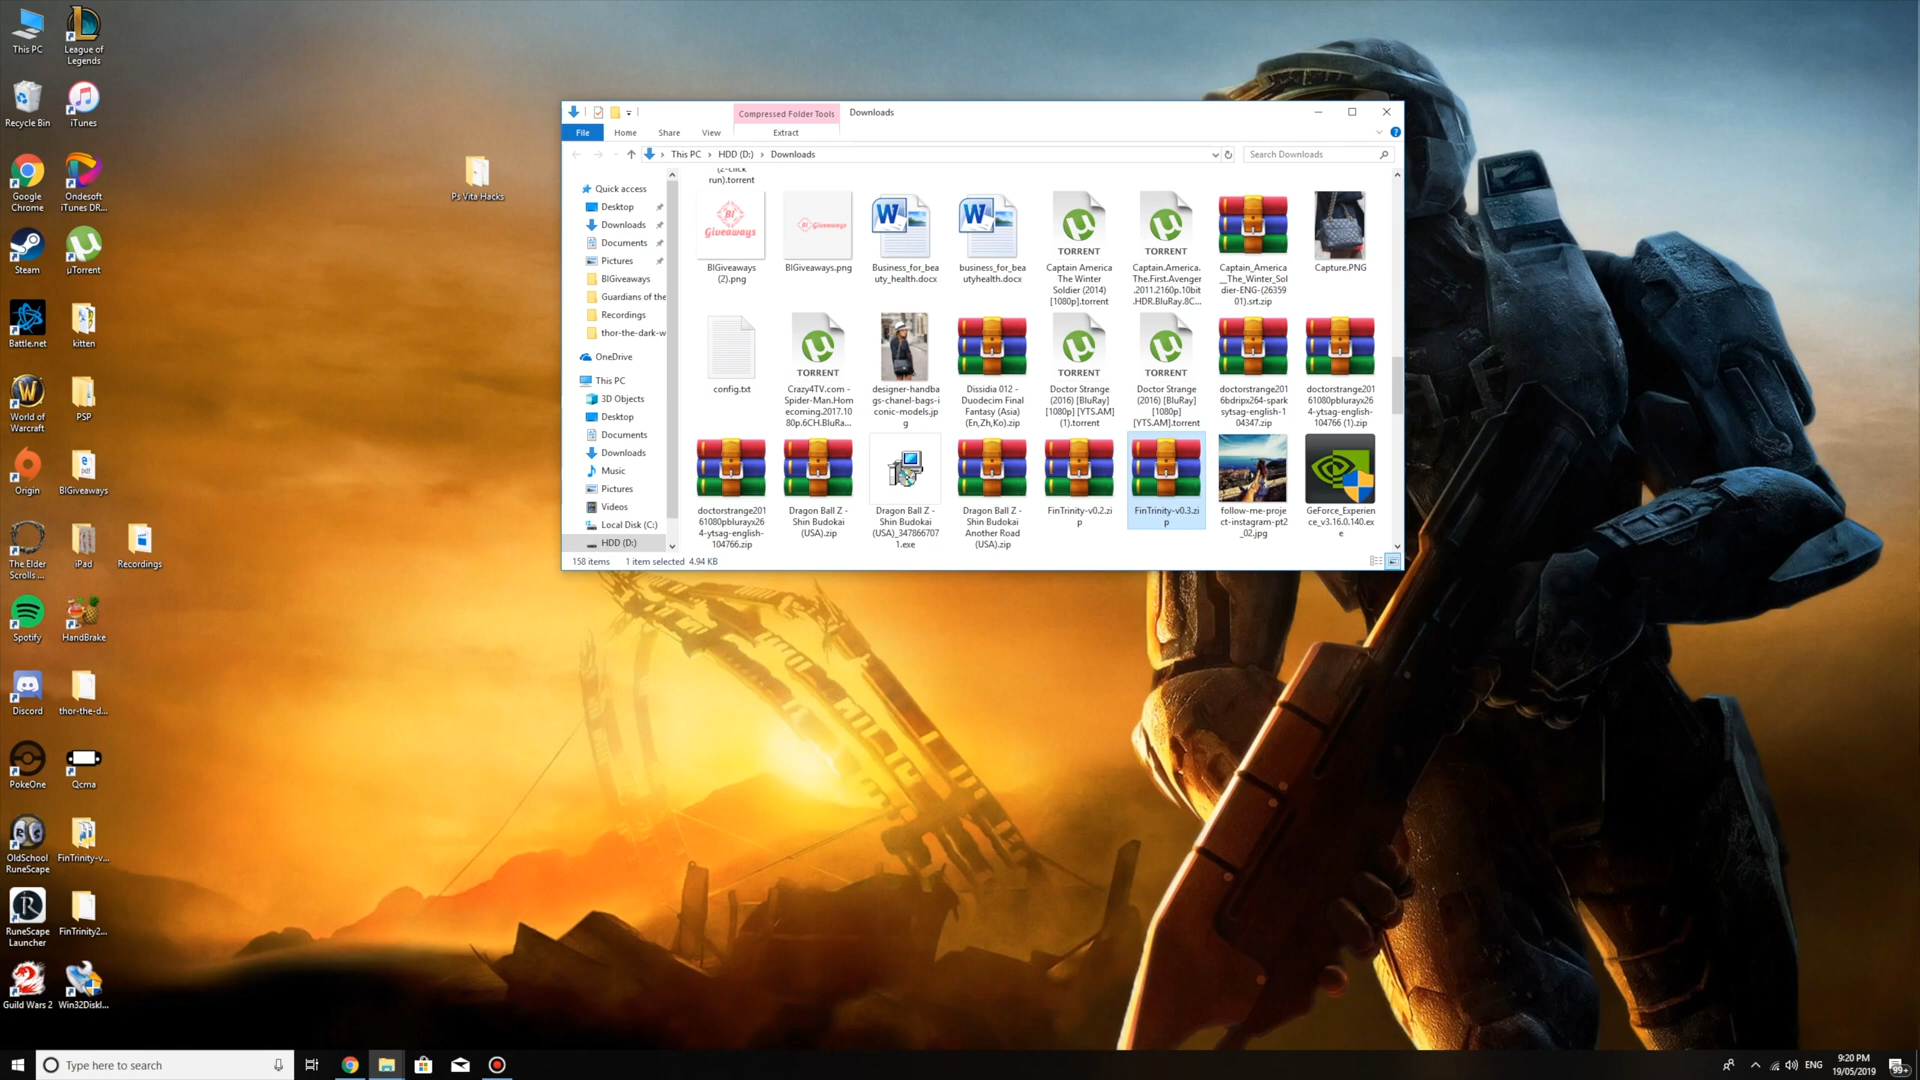 This PC
League of
Legends
Recycle Bin
iTunes
Google
Chrome
Ondesoft
iTunes DR...
Steam
µTorrent
Battle.net
kitten
World of
Warcraft
PSP
Origin
BIGiveaways
The Elder
Scrolls ...
iPad
Recordings
Spotify
HandBrake
Discord
thor-the-d...
PokeOne
Qcma
OldSchool
RuneScape
FinTrinity-v...
RuneScape
Launcher
FinTrinity2...
Guild Wars 2
Win32DiskI...
Ps Vita Hacks
Compressed Folder Tools
Downloads
File
Home
Share
View
Extract
This PC › HDD (D:) › Downloads
Search Downloads
Quick access
Desktop
Downloads
Documents
Pictures
BIGiveaways
Guardians of the
Recordings
thor-the-dark-w
OneDrive
This PC
3D Objects
Desktop
Documents
Downloads
Music
Pictures
Videos
Local Disk (C:)
HDD (D:)
(2-click
run).torrent
BI
Giveaways
BIGiveaways
(2).png
BIGiveaways
BIGiveaways.png
Business_for_bea
uty_health.docx
business_for_bea
utyhealth.docx
TORRENT
Captain America
The Winter
Soldier (2014)
[1080p].torrent
TORRENT
Captain.America.
The.First.Avenger
.2011.2160p.10bit
.HDR.BluRay.8C...
Captain_America
__The_Winter_Sol
dier-ENG-(26359
01).srt.zip
Capture.PNG
config.txt
TORRENT
Crazy4TV.com -
Spider-Man.Hom
ecoming.2017.10
80p.6CH.BluRa...
designer-handba
gs-chanel-bags-i
conic-models.jp
g
Dissidia 012 -
Duodecim Final
Fantasy (Asia)
(En,Zh,Ko).zip
TORRENT
Doctor Strange
(2016) [BluRay]
[1080p] [YTS.AM]
(1).torrent
TORRENT
Doctor Strange
(2016) [BluRay]
[1080p]
[YTS.AM].torrent
doctorstrange201
6bdripx264-spark
sytsag-english-1
04347.zip
doctorstrange201
61080pblurayx26
4-ytsag-english-
104766 (1).zip
doctorstrange201
61080pblurayx26
4-ytsag-english-
104766.zip
Dragon Ball Z -
Shin Budokai
(USA).zip
Dragon Ball Z -
Shin Budokai
(USA)_347866707
1.exe
Dragon Ball Z -
Shin Budokai
Another Road
(USA).zip
FinTrinity-v0.2.zi
p
FinTrinity-v0.3.zi
p
follow-me-proje
ct-instagram-pt2
_02.jpg
GeForce_Experien
ce_v3.16.0.140.ex
e
158 items
1 item selected 4.94 KB
Type here to search
ENG
9:20 PM
19/05/2019
99+